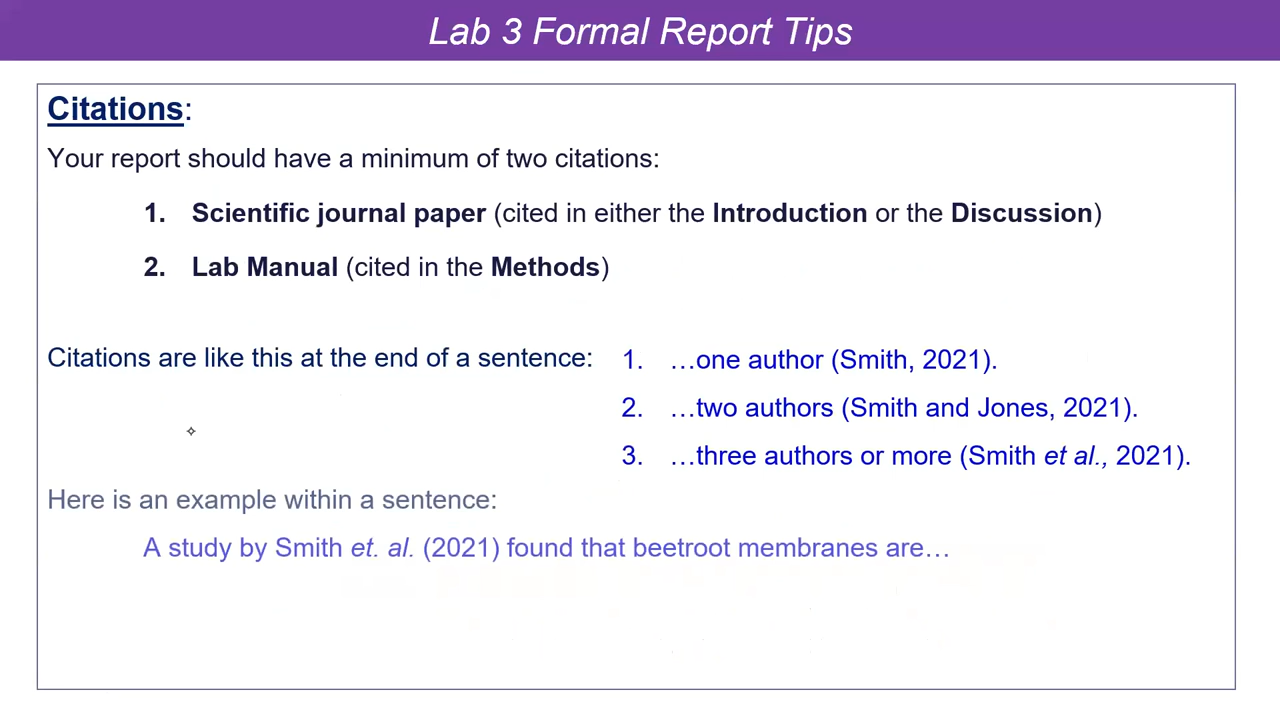 Lab 3 Formal Report Tips
Citations:
Your report should have a minimum of two citations:
1. Scientific journal paper (cited in either the Introduction or the Discussion)
2. Lab Manual (cited in the Methods)
Citations are like this at the end of a sentence:
1. …one author (Smith, 2021).
2. …two authors (Smith and Jones, 2021).
3. …three authors or more (Smith et al., 2021).
Here is an example within a sentence:
A study by Smith et. al. (2021) found that beetroot membranes are…